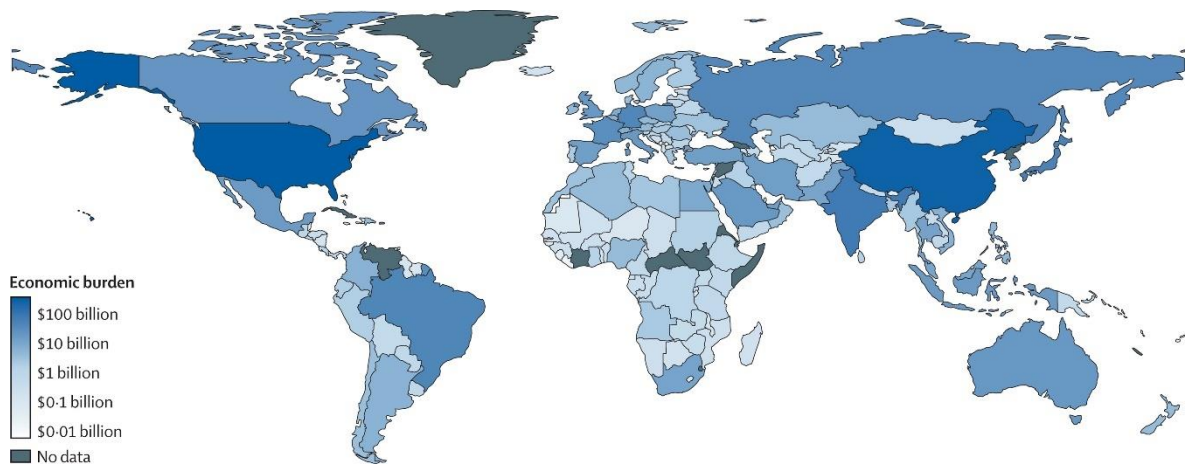 Economic burden
$100 billion
$10 billion
$1 billion
$0·1 billion
$0·01 billion
No data